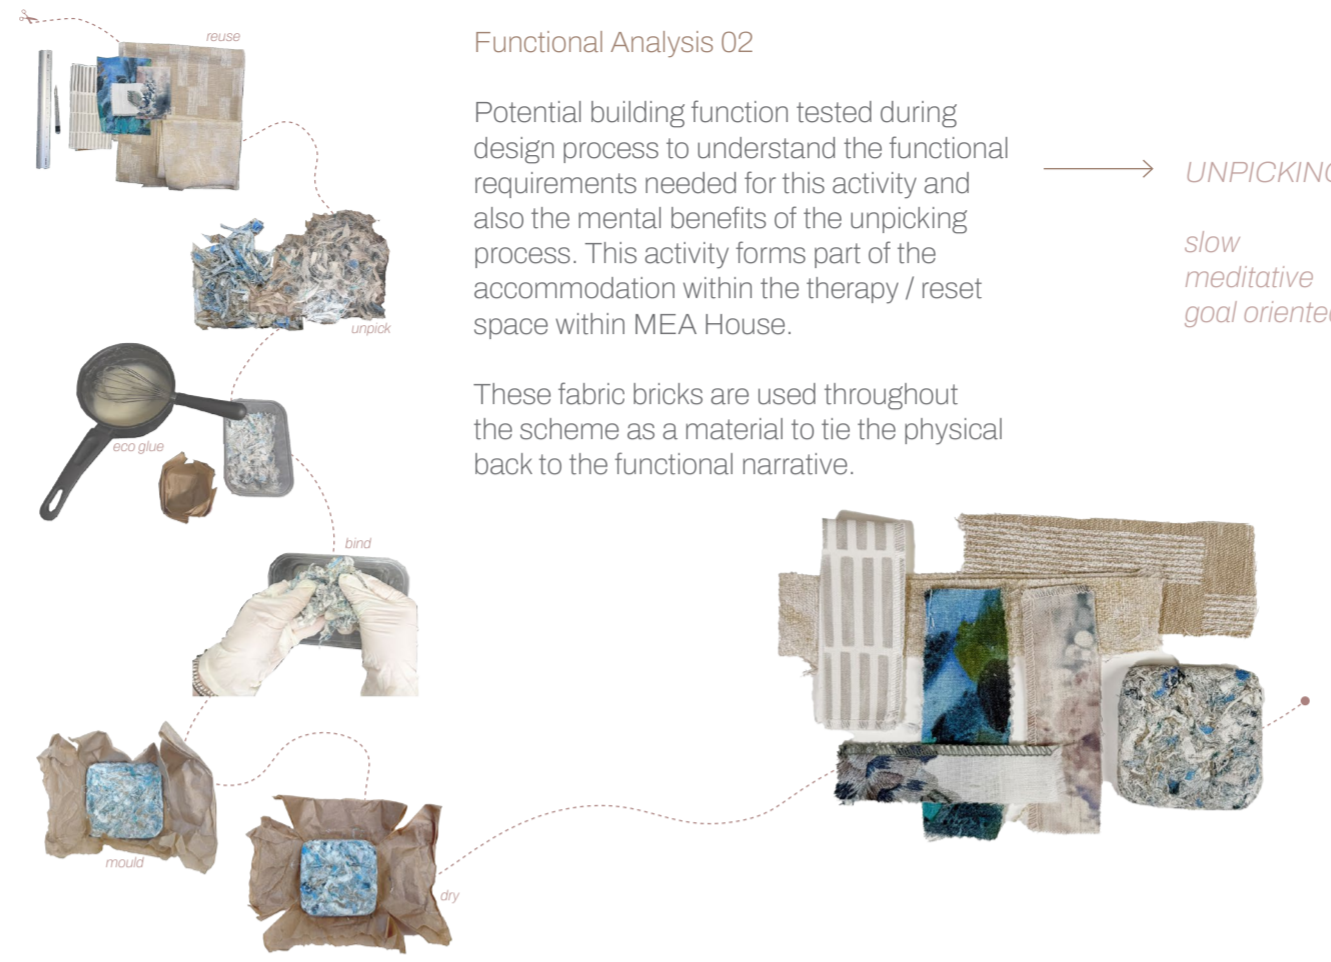 reuse
unpick
eco glue
bind
mould
dry
Functional Analysis 02
Potential building function tested during
design process to understand the functional
requirements needed for this activity and
also the mental benefits of the unpicking
process. This activity forms part of the
accommodation within the therapy / reset
space within MEA House.
These fabric bricks are used throughout
the scheme as a material to tie the physical
back to the functional narrative.
UNPICKING
slow
meditative
goal oriented